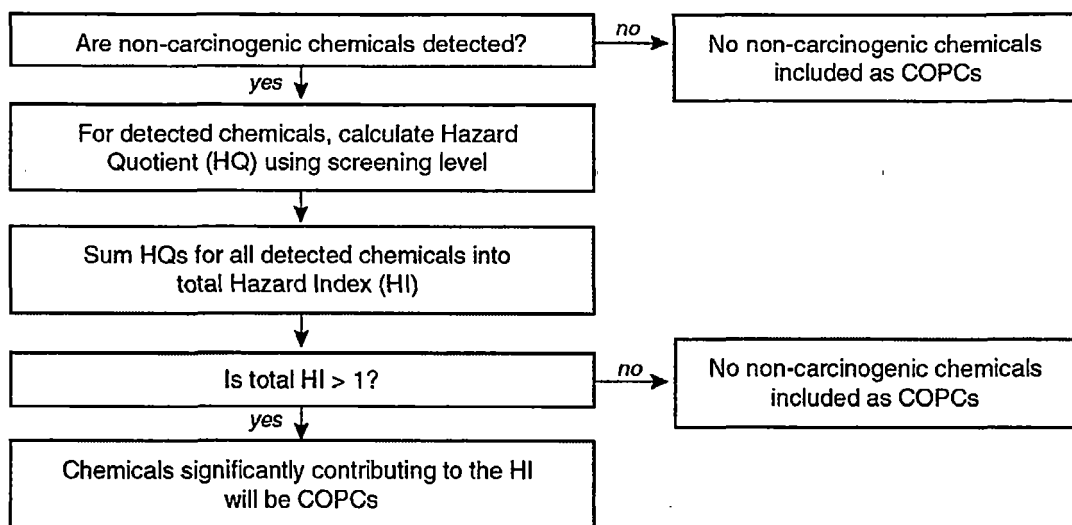 Are non-carcinogenic chemicals detected?
no
No non-carcinogenic chemicals
included as COPCs
yes
For detected chemicals, calculate Hazard
Quotient (HQ) using screening level
Sum HQs for all detected chemicals into
total Hazard Index (HI)
Is total HI > 1?
no
No non-carcinogenic chemicals
included as COPCs
yes
Chemicals significantly contributing to the HI
will be COPCs